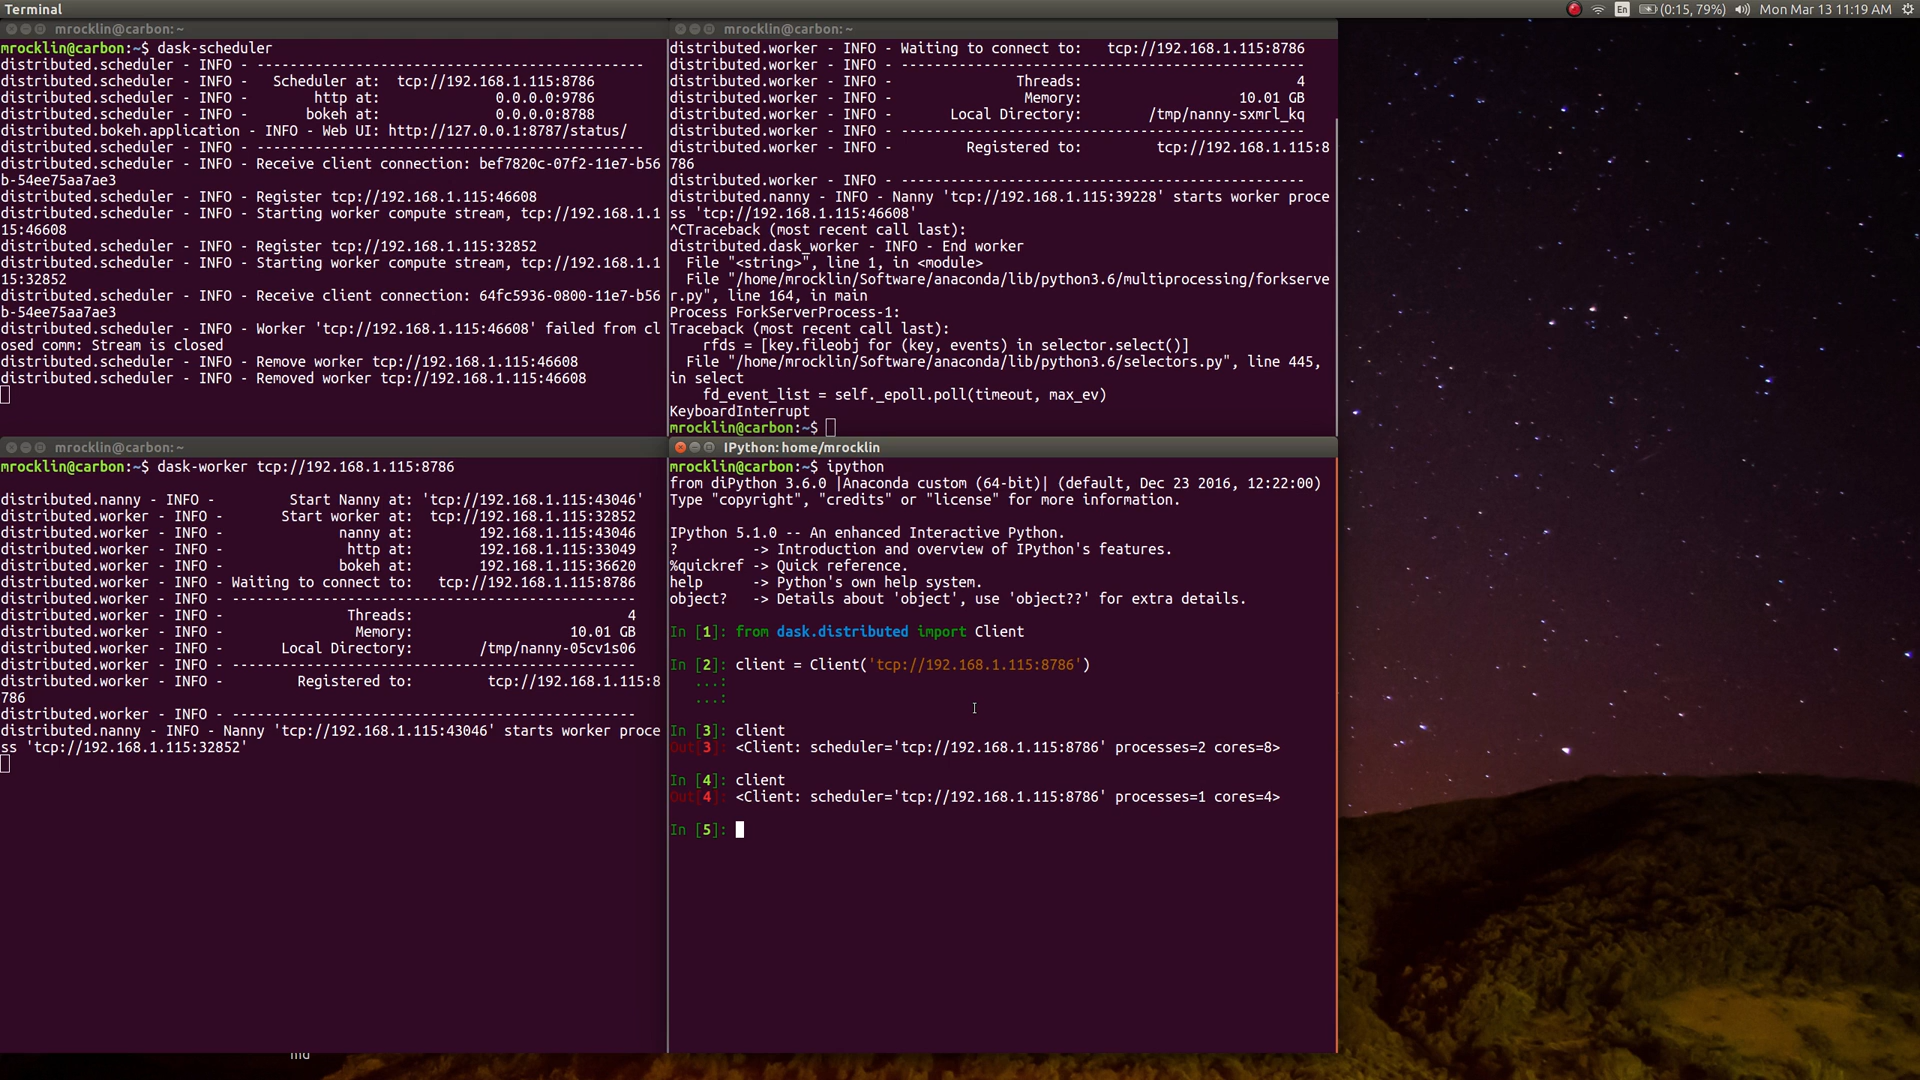 Terminal
En (0:15, 79%) Mon Mar 13 11:19 AM
mrocklin@carbon: ~
mrocklin@carbon:~$ dask-scheduler
distributed.scheduler - INFO - -----------------------------------------------
distributed.scheduler - INFO -   Scheduler at:  tcp://192.168.1.115:8786
distributed.scheduler - INFO -        http at:              0.0.0.0:9786
distributed.scheduler - INFO -       bokeh at:              0.0.0.0:8788
distributed.bokeh.application - INFO - Web UI: http://127.0.0.1:8787/status/
distributed.scheduler - INFO - -----------------------------------------------
distributed.scheduler - INFO - Receive client connection: bef7820c-07f2-11e7-b56
b-54ee75aa7ae3
distributed.scheduler - INFO - Register tcp://192.168.1.115:46608
distributed.scheduler - INFO - Starting worker compute stream, tcp://192.168.1.1
15:46608
distributed.scheduler - INFO - Register tcp://192.168.1.115:32852
distributed.scheduler - INFO - Starting worker compute stream, tcp://192.168.1.1
15:32852
distributed.scheduler - INFO - Receive client connection: 64fc5936-0800-11e7-b56
b-54ee75aa7ae3
distributed.scheduler - INFO - Worker 'tcp://192.168.1.115:46608' failed from cl
osed comm: Stream is closed
distributed.scheduler - INFO - Remove worker tcp://192.168.1.115:46608
distributed.scheduler - INFO - Removed worker tcp://192.168.1.115:46608
mrocklin@carbon: ~
distributed.worker - INFO - Waiting to connect to:   tcp://192.168.1.115:8786
distributed.worker - INFO - -------------------------------------------------
distributed.worker - INFO -               Threads:                          4
distributed.worker - INFO -                Memory:                   10.01 GB
distributed.worker - INFO -       Local Directory:        /tmp/nanny-sxmrl_kq
distributed.worker - INFO - -------------------------------------------------
distributed.worker - INFO -         Registered to:         tcp://192.168.1.115:8
786
distributed.worker - INFO - -------------------------------------------------
distributed.nanny - INFO - Nanny 'tcp://192.168.1.115:39228' starts worker proce
ss 'tcp://192.168.1.115:46608'
^CTraceback (most recent call last):
distributed.dask_worker - INFO - End worker
  File "<string>", line 1, in <module>
  File "/home/mrocklin/Software/anaconda/lib/python3.6/multiprocessing/forkserve
r.py", line 164, in main
Process ForkServerProcess-1:
Traceback (most recent call last):
    rfds = [key.fileobj for (key, events) in selector.select()]
  File "/home/mrocklin/Software/anaconda/lib/python3.6/selectors.py", line 445,
in select
    fd_event_list = self._epoll.poll(timeout, max_ev)
KeyboardInterrupt
mrocklin@carbon:~$
mrocklin@carbon: ~
mrocklin@carbon:~$ dask-worker tcp://192.168.1.115:8786
distributed.nanny - INFO -         Start Nanny at: 'tcp://192.168.1.115:43046'
distributed.worker - INFO -       Start worker at:  tcp://192.168.1.115:32852
distributed.worker - INFO -              nanny at:        192.168.1.115:43046
distributed.worker - INFO -               http at:        192.168.1.115:33049
distributed.worker - INFO -              bokeh at:        192.168.1.115:36620
distributed.worker - INFO - Waiting to connect to:   tcp://192.168.1.115:8786
distributed.worker - INFO - -------------------------------------------------
distributed.worker - INFO -               Threads:                          4
distributed.worker - INFO -                Memory:                   10.01 GB
distributed.worker - INFO -       Local Directory:        /tmp/nanny-05cv1s06
distributed.worker - INFO - -------------------------------------------------
distributed.worker - INFO -         Registered to:         tcp://192.168.1.115:8
786
distributed.worker - INFO - -------------------------------------------------
distributed.nanny - INFO - Nanny 'tcp://192.168.1.115:43046' starts worker proce
ss 'tcp://192.168.1.115:32852'
IPython: home/mrocklin
mrocklin@carbon:~$ ipython
from diPython 3.6.0 |Anaconda custom (64-bit)| (default, Dec 23 2016, 12:22:00)
Type "copyright", "credits" or "license" for more information.
IPython 5.1.0 -- An enhanced Interactive Python.
?         -> Introduction and overview of IPython's features.
%quickref -> Quick reference.
help      -> Python's own help system.
object?   -> Details about 'object', use 'object??' for extra details.
In [1]: from dask.distributed import Client
In [2]: client = Client('tcp://192.168.1.115:8786')
   ...:
   ...:
In [3]: client
Out[3]: <Client: scheduler='tcp://192.168.1.115:8786' processes=2 cores=8>
In [4]: client
Out[4]: <Client: scheduler='tcp://192.168.1.115:8786' processes=1 cores=4>
In [5]: